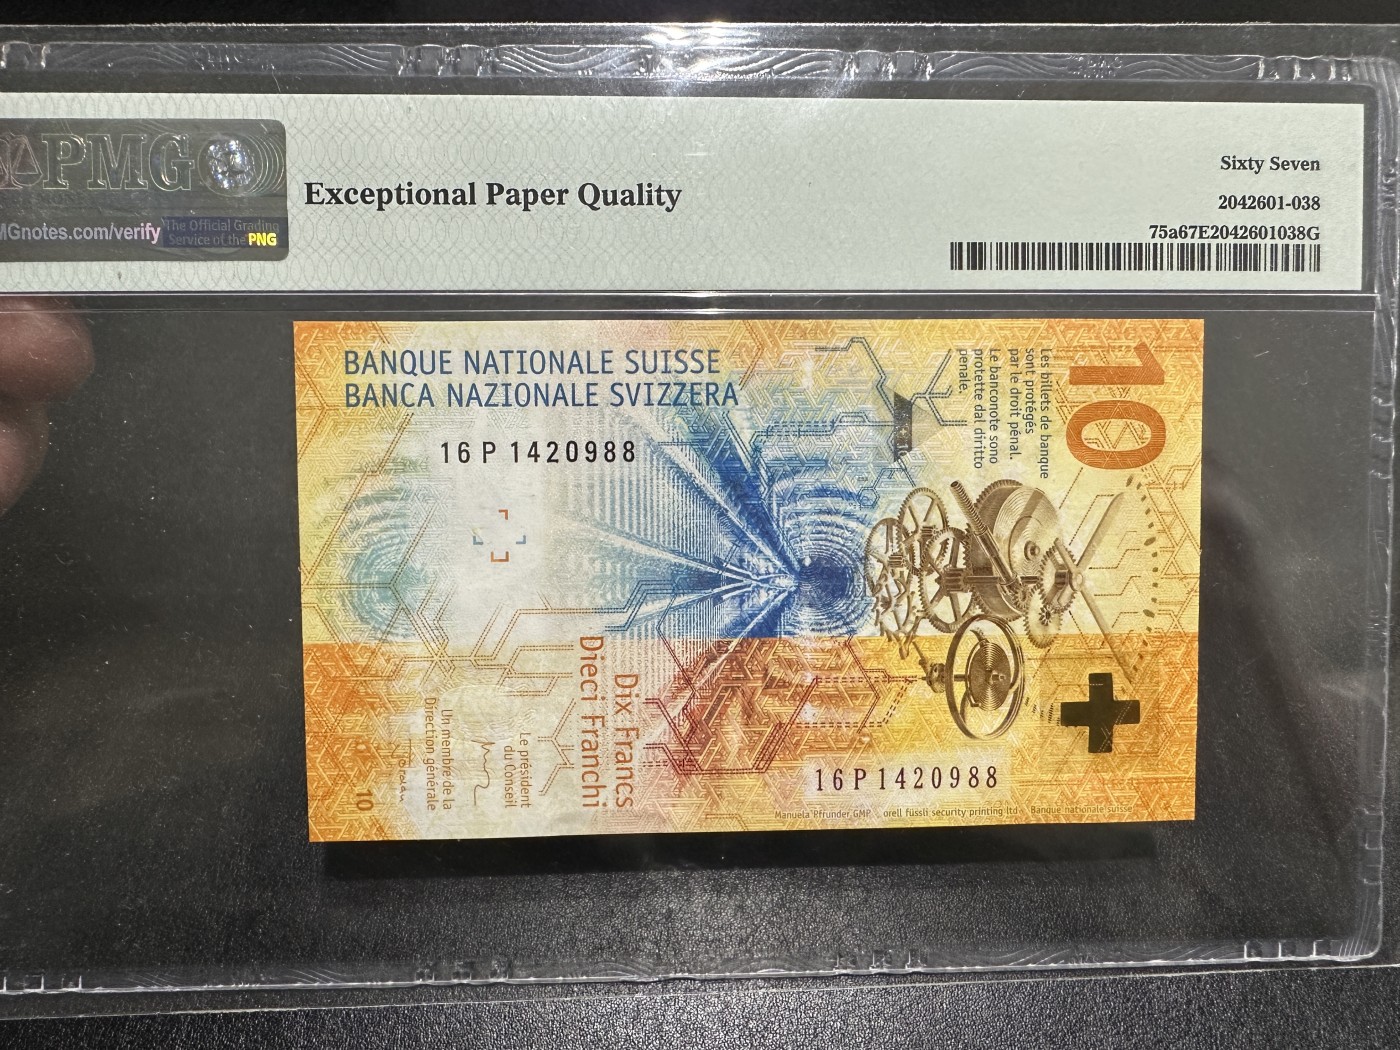 PMG
MGnotes.com/verify
The Official Grading
Service of the PNG
Exceptional Paper Quality
Sixty Seven
2042601-038
75a67E2042601038G
BANQUE NATIONALE SUISSE
BANCA NAZIONALE SVIZZERA
16 P 1420988
Les billets de banque
sont protégés
par le droit pénal.
Le banconote sono
protette dal diritto
penale.
10
Dix Francs
Dieci Franchi
Le président
du Conseil
Un membre de la
Direction générale
10
16 P 1420988
Manuela Pfrunder GMP orell füssli security printing ltd Banque nationale suisse